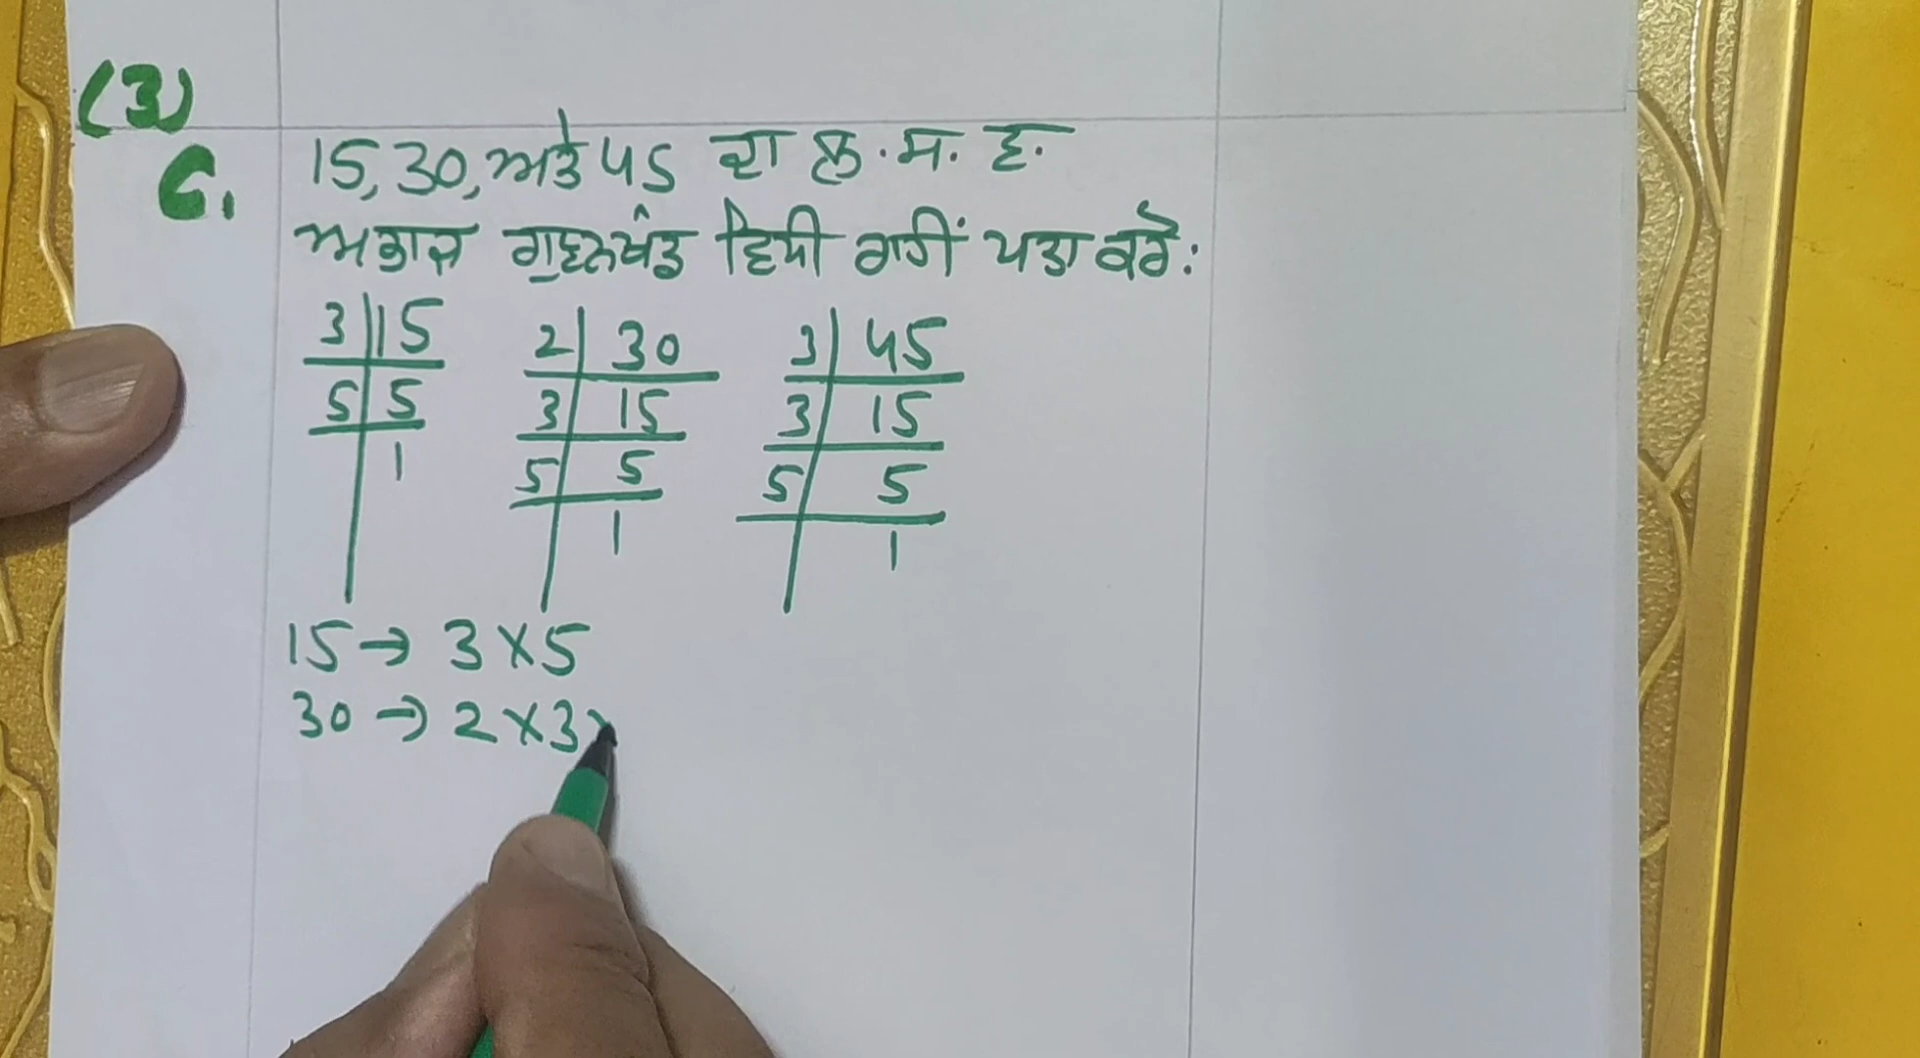 (3)
C. 15, 30, ਅਤੇ 45 ਦਾ ਲ.ਸ.ਵ.
ਅਭਾਜ ਗੁਣਨਖੰਡ ਵਿਧੀ ਰਾਹੀਂ ਪਤਾ ਕਰੋ:
3 | 15 2 | 30 3 | 45
5 | 5 3 | 15 3 | 15
1 5 | 5 5 | 5
1 1
15 → 3 × 5
30 → 2 × 3 ×